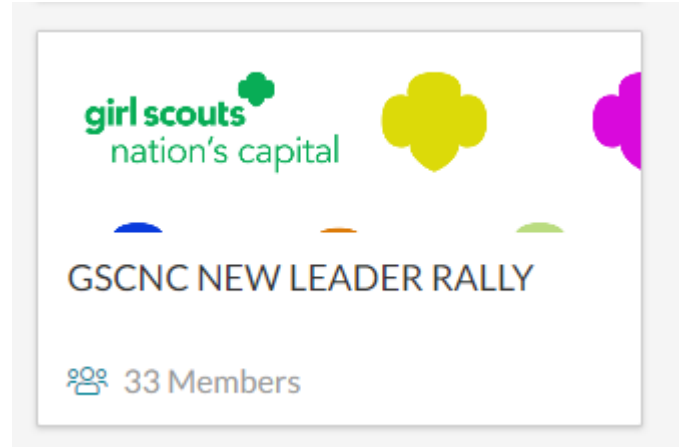 girl scouts
nation's capital
GSCNC NEW LEADER RALLY
33 Members